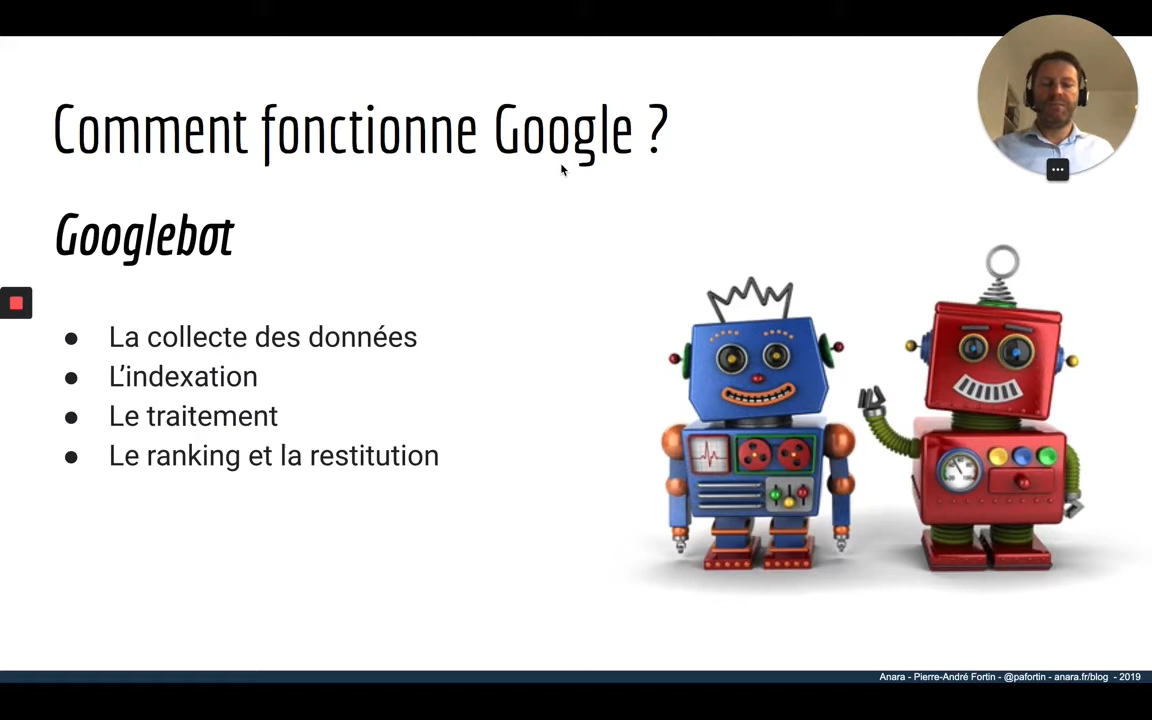 Comment fonctionne Google ?
Googlebot
● La collecte des données
● L’indexation
● Le traitement
● Le ranking et la restitution
Anara - Pierre-André Fortin - @pafortin - anara.fr/blog - 2019